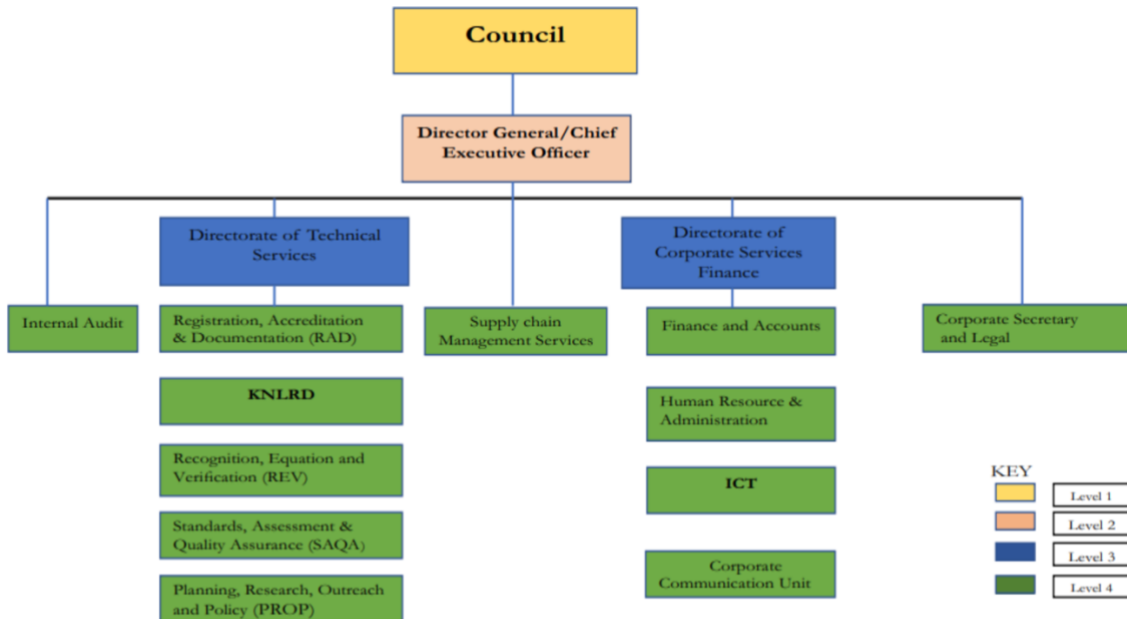 Council
Director General/Chief
Executive Officer
Directorate of Technical
Services
Directorate of
Corporate Services
Finance
Internal Audit
Registration, Accreditation
& Documentation (RAD)
Supply chain
Management Services
Finance and Accounts
Corporate Secretary
and Legal
KNLRD
Human Resource &
Administration
Recognition, Equation and
Verification (REV)
ICT
Standards, Assessment &
Quality Assurance (SAQA)
Corporate
Communication Unit
Planning, Research, Outreach
and Policy (PROP)
KEY
Level 1
Level 2
Level 3
Level 4